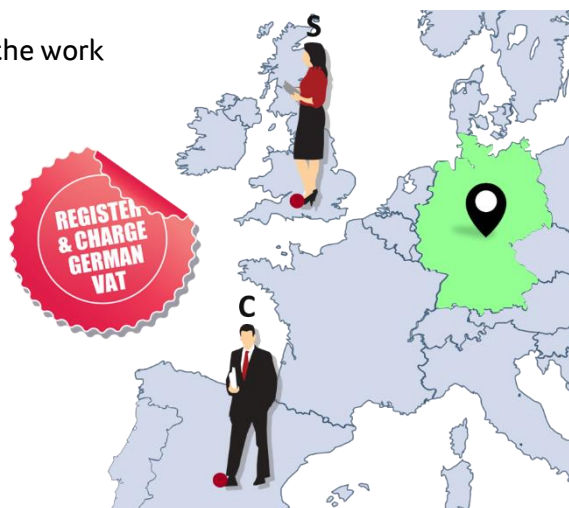 the work
S
REGISTER
& CHARGE
GERMAN
VAT
C